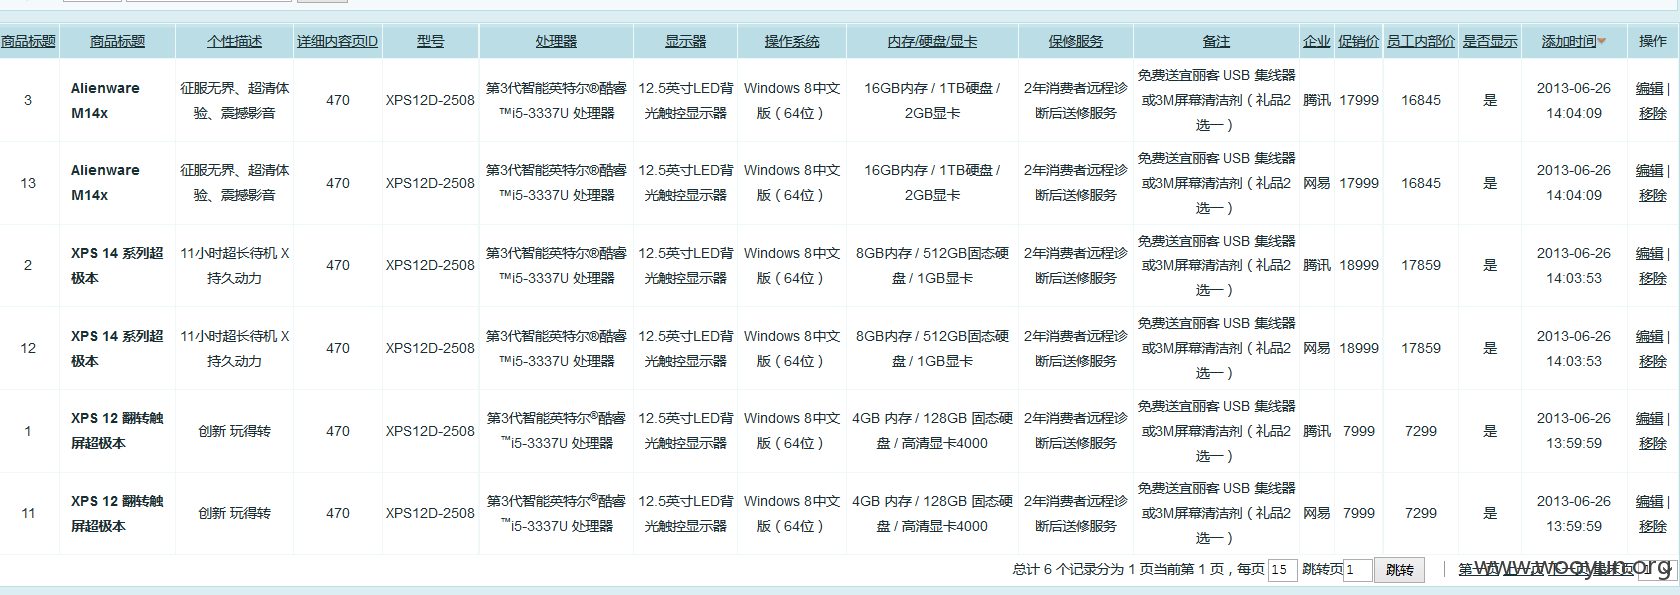 商品标题 商品标题 个性描述 详细内容页ID 型号 处理器 显示器 操作系统 内存/硬盘/显卡 保修服务 备注 企业 促销价 员工内部价 是否显示 添加时间 操作
3 Alienware M14x 征服无界、超清体验、震撼影音 470 XPS12D-2508 第3代智能英特尔®酷睿™i5-3337U 处理器 12.5英寸LED背光触控显示器 Windows 8中文版（64位） 16GB内存 / 1TB硬盘 / 2GB显卡 2年消费者远程诊断后送修服务 免费送宜丽客 USB 集线器或3M屏幕清洁剂（礼品2选一） 腾讯 17999 16845 是 2013-06-26 14:04:09 编辑 | 移除
13 Alienware M14x 征服无界、超清体验、震撼影音 470 XPS12D-2508 第3代智能英特尔®酷睿™i5-3337U 处理器 12.5英寸LED背光触控显示器 Windows 8中文版（64位） 16GB内存 / 1TB硬盘 / 2GB显卡 2年消费者远程诊断后送修服务 免费送宜丽客 USB 集线器或3M屏幕清洁剂（礼品2选一） 网易 17999 16845 是 2013-06-26 14:04:09 编辑 | 移除
2 XPS 14 系列超极本 11小时超长待机 X持久动力 470 XPS12D-2508 第3代智能英特尔®酷睿™i5-3337U 处理器 12.5英寸LED背光触控显示器 Windows 8中文版（64位） 8GB内存 / 512GB固态硬盘 / 1GB显卡 2年消费者远程诊断后送修服务 免费送宜丽客 USB 集线器或3M屏幕清洁剂（礼品2选一） 腾讯 18999 17859 是 2013-06-26 14:03:53 编辑 | 移除
12 XPS 14 系列超极本 11小时超长待机 X持久动力 470 XPS12D-2508 第3代智能英特尔®酷睿™i5-3337U 处理器 12.5英寸LED背光触控显示器 Windows 8中文版（64位） 8GB内存 / 512GB固态硬盘 / 1GB显卡 2年消费者远程诊断后送修服务 免费送宜丽客 USB 集线器或3M屏幕清洁剂（礼品2选一） 网易 18999 17859 是 2013-06-26 14:03:53 编辑 | 移除
1 XPS 12 翻转触屏超极本 创新 玩得转 470 XPS12D-2508 第3代智能英特尔®酷睿™i5-3337U 处理器 12.5英寸LED背光触控显示器 Windows 8中文版（64位） 4GB 内存 / 128GB 固态硬盘 / 高清显卡4000 2年消费者远程诊断后送修服务 免费送宜丽客 USB 集线器或3M屏幕清洁剂（礼品2选一） 腾讯 7999 7299 是 2013-06-26 13:59:59 编辑 | 移除
11 XPS 12 翻转触屏超极本 创新 玩得转 470 XPS12D-2508 第3代智能英特尔®酷睿™i5-3337U 处理器 12.5英寸LED背光触控显示器 Windows 8中文版（64位） 4GB 内存 / 128GB 固态硬盘 / 高清显卡4000 2年消费者远程诊断后送修服务 免费送宜丽客 USB 集线器或3M屏幕清洁剂（礼品2选一） 网易 7999 7299 是 2013-06-26 13:59:59 编辑 | 移除
总计 6 个记录分为 1 页当前第 1 页，每页 15 跳转页 1 跳转 |
www.wooyun.org